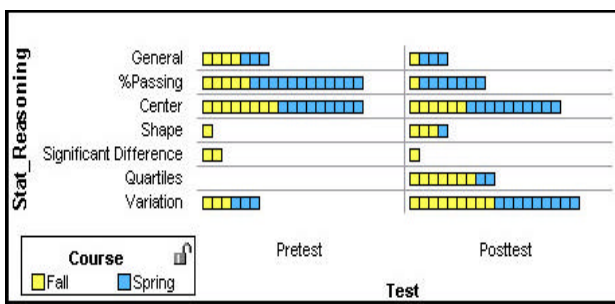 Stat_Reasoning
General
%Passing
Center
Shape
Significant Difference
Quartiles
Variation
Pretest
Posttest
Test
Course
Fall
Spring